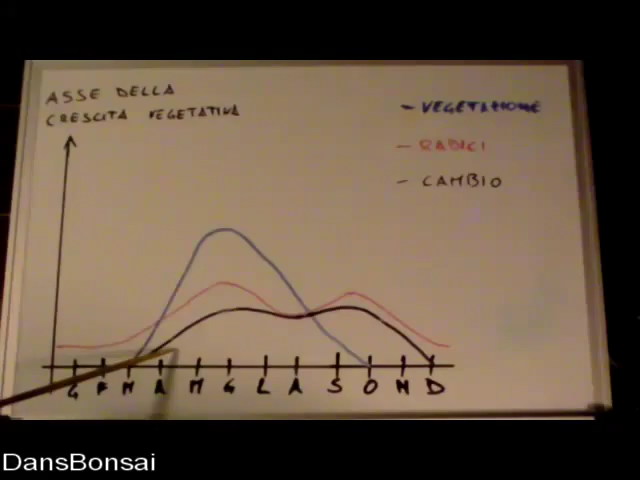 ASSE DELLA
CRESCITA VEGETATIVA
- VEGETAZIONE
- RADICI
- CAMBIO
G F M A M G L A S O N D
DansBonsai